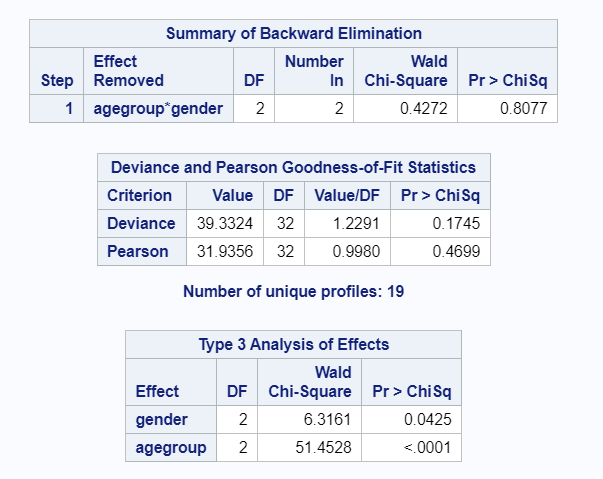 Summary of Backward Elimination
Step Effect Removed DF Number In Wald Chi-Square Pr > ChiSq
1 agegroup*gender 2 2 0.4272 0.8077
Deviance and Pearson Goodness-of-Fit Statistics
Criterion Value DF Value/DF Pr > ChiSq
Deviance 39.3324 32 1.2291 0.1745
Pearson 31.9356 32 0.9980 0.4699
Number of unique profiles: 19
Type 3 Analysis of Effects
Effect DF Wald Chi-Square Pr > ChiSq
gender 2 6.3161 0.0425
agegroup 2 51.4528 <.0001